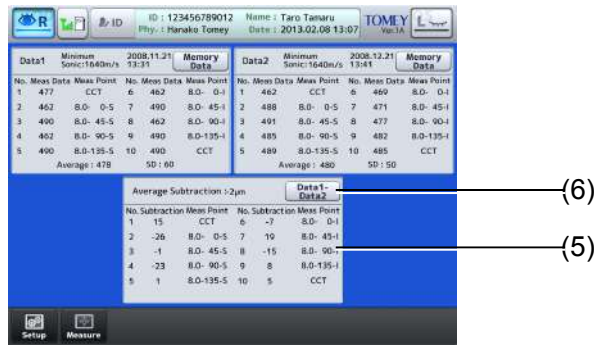 R
ID
ID : 123456789012
Phy. : Hanako Tomey
Name : Taro Tamaru
Date : 2013.02.08 13:07
TOMEY
Ver.1A
L
Data1
Minimum
Sonic:1640m/s
2008.11.21
13:31
Memory
Data
No. Meas Data Meas Point No. Meas Data Meas Point
1 477 CCT 6 462 8.0- 0-I
2 462 8.0- 0-S 7 490 8.0- 45-I
3 490 8.0- 45-S 8 462 8.0- 90-I
4 462 8.0- 90-S 9 490 8.0-135-I
5 490 8.0-135-S 10 490 CCT
Average : 478 SD : 60
Data2
Minimum
Sonic:1640m/s
2008.12.21
13:41
Memory
Data
No. Meas Data Meas Point No. Meas Data Meas Point
1 462 CCT 6 469 8.0- 0-I
2 488 8.0- 0-S 7 471 8.0- 45-I
3 491 8.0- 45-S 8 477 8.0- 90-I
4 485 8.0- 90-S 9 482 8.0-135-I
5 489 8.0-135-S 10 485 CCT
Average : 480 SD : 50
Average Subtraction :-2μm
Data1-
Data2
(6)
No. Subtraction Meas Point No. Subtraction Meas Point
1 15 CCT 6 -7 8.0- 0-I
2 -26 8.0- 0-S 7 19 8.0- 45-I
3 -1 8.0- 45-S 8 -15 8.0- 90-I
(5)
4 -23 8.0- 90-S 9 8 8.0-135-I
5 1 8.0-135-S 10 5 CCT
Setup
Measure